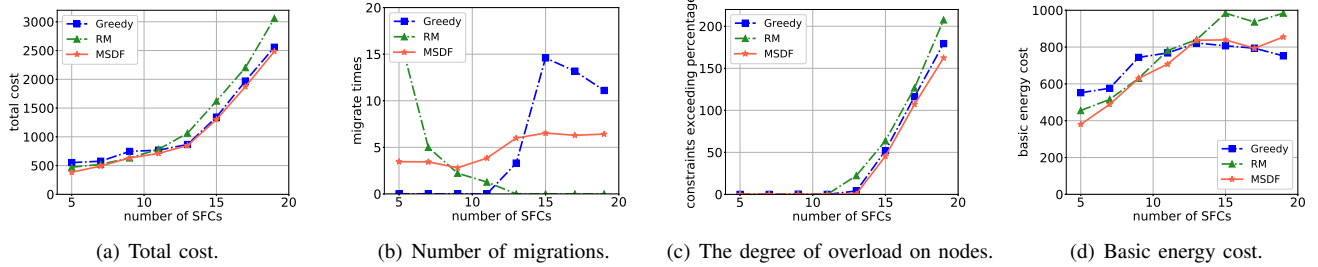 total cost
3000
2500
2000
1500
1000
500
0
5
10
15
20
number of SFCs
Greedy
RM
MSDF
(a) Total cost.
migrate times
20
15
10
5
0
5
10
15
20
number of SFCs
Greedy
RM
MSDF
(b) Number of migrations.
constraints exceeding percentage
200
150
100
50
0
5
10
15
20
number of SFCs
Greedy
RM
MSDF
(c) The degree of overload on nodes.
basic energy cost
1000
800
600
400
200
0
5
10
15
20
number of SFCs
Greedy
RM
MSDF
(d) Basic energy cost.